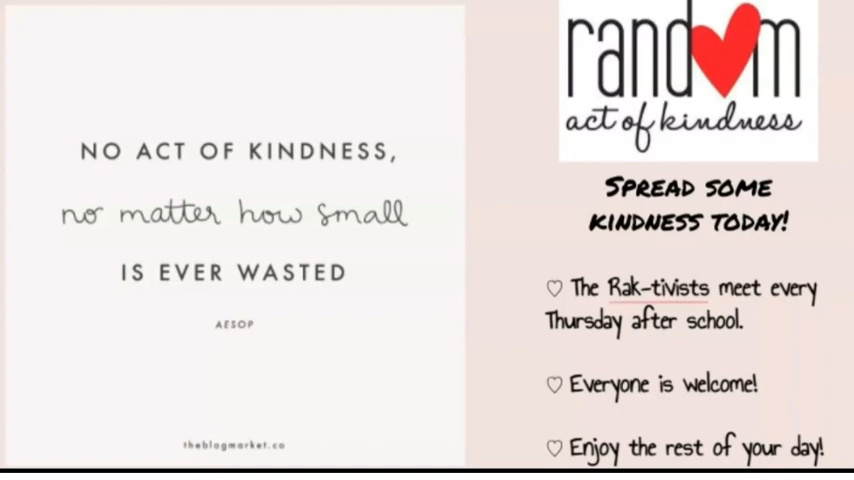 NO ACT OF KINDNESS,
no matter how small
IS EVER WASTED
AESOP
theblogmarket.co
random
act of kindness
SPREAD SOME
KINDNESS TODAY!
♡ The Rak-tivists meet every
Thursday after school.
♡ Everyone is welcome!
♡ Enjoy the rest of your day!